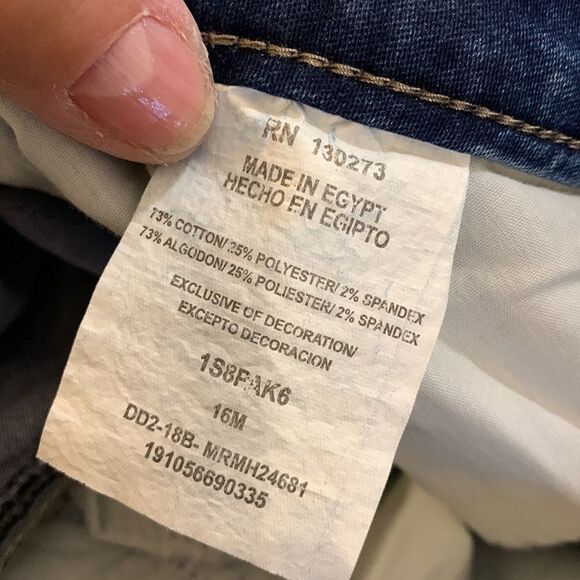 RN 130273
MADE IN EGYPT
HECHO EN EGIPTO
73% COTTON/ 25% POLYESTER/ 2% SPANDEX
73% ALGODON/ 25% POLIESTER/ 2% SPANDEX
EXCLUSIVE OF DECORATION/
EXCEPTO DECORACION
1S8PAK6
16M
DD2-18B- MRMH24681
191056690335